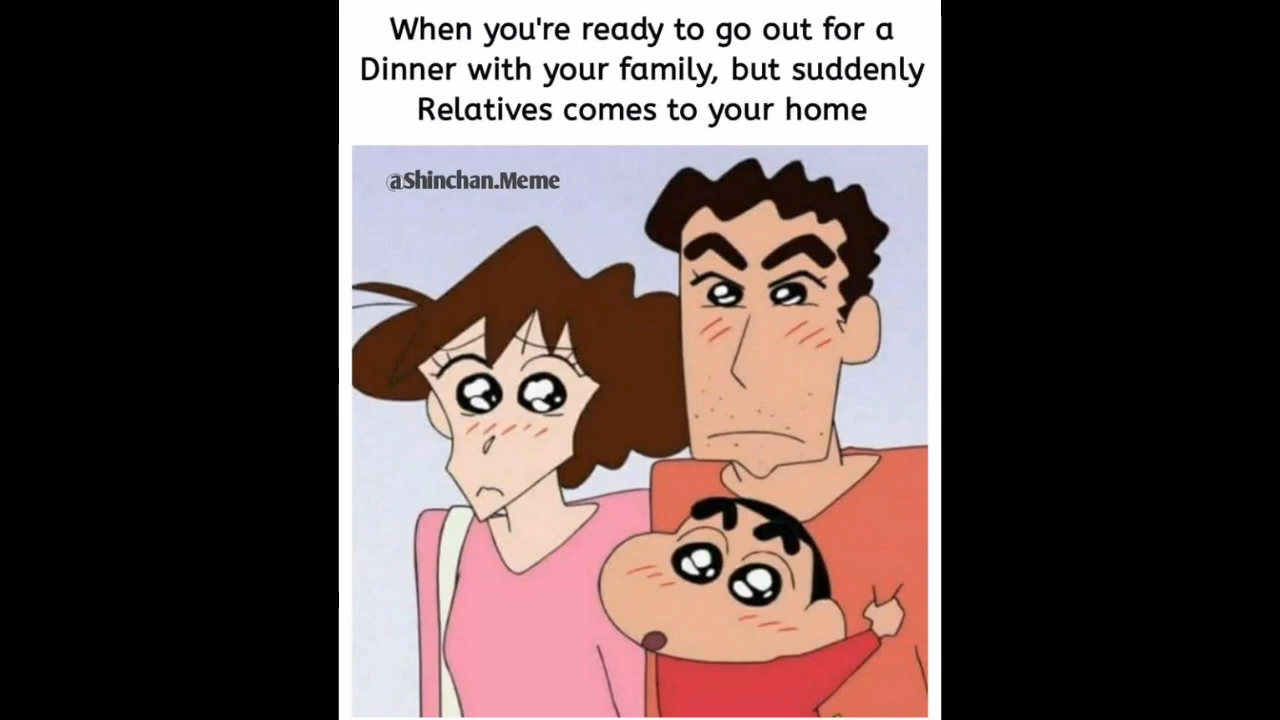 When you're ready to go out for a
Dinner with your family, but suddenly
Relatives comes to your home
@Shinchan.Meme